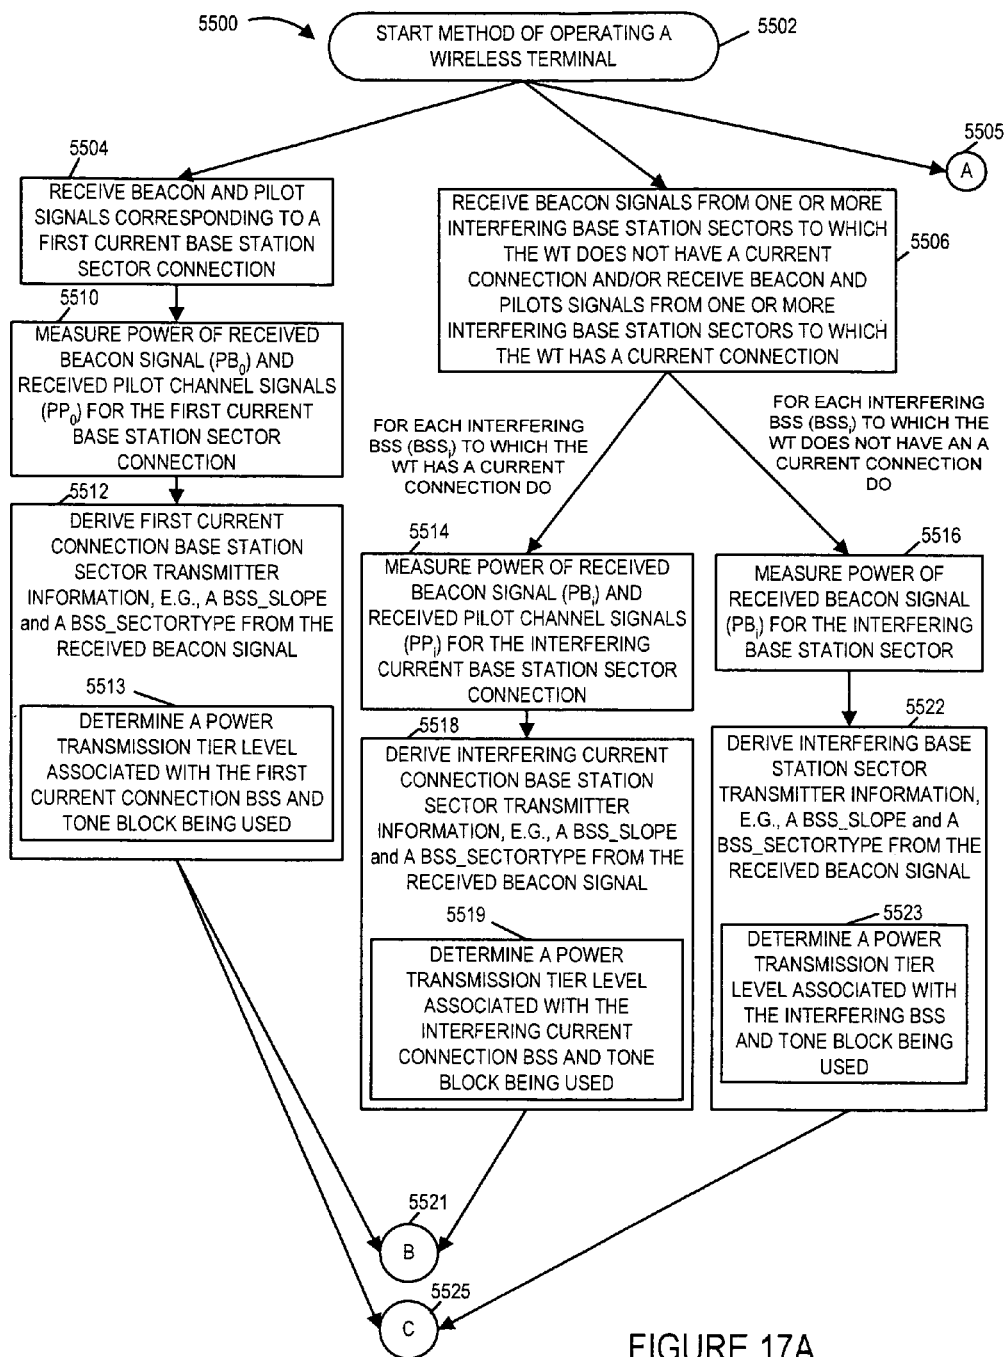 5500
START METHOD OF OPERATING A
WIRELESS TERMINAL
5502
5505
A
5504
RECEIVE BEACON AND PILOT
SIGNALS CORRESPONDING TO A
FIRST CURRENT BASE STATION
SECTOR CONNECTION
RECEIVE BEACON SIGNALS FROM ONE OR MORE
INTERFERING BASE STATION SECTORS TO WHICH
THE WT DOES NOT HAVE A CURRENT
CONNECTION AND/OR RECEIVE BEACON AND
PILOTS SIGNALS FROM ONE OR MORE
INTERFERING BASE STATION SECTORS TO WHICH
THE WT HAS A CURRENT CONNECTION
5506
5510
MEASURE POWER OF RECEIVED
BEACON SIGNAL (PB0) AND
RECEIVED PILOT CHANNEL SIGNALS
(PP0) FOR THE FIRST CURRENT
BASE STATION SECTOR
CONNECTION
FOR EACH INTERFERING
BSS (BSSi) TO WHICH THE
WT HAS A CURRENT
CONNECTION DO
FOR EACH INTERFERING
BSS (BSSi) TO WHICH THE
WT DOES NOT HAVE AN A
CURRENT CONNECTION
DO
5512
DERIVE FIRST CURRENT
CONNECTION BASE STATION
SECTOR TRANSMITTER
INFORMATION, E.G., A BSS_SLOPE
and A BSS_SECTORTYPE FROM THE
RECEIVED BEACON SIGNAL
5513
DETERMINE A POWER
TRANSMISSION TIER LEVEL
ASSOCIATED WITH THE FIRST
CURRENT CONNECTION BSS AND
TONE BLOCK BEING USED
5514
MEASURE POWER OF RECEIVED
BEACON SIGNAL (PBi) AND
RECEIVED PILOT CHANNEL SIGNALS
(PPi) FOR THE INTERFERING
CURRENT BASE STATION SECTOR
CONNECTION
5516
MEASURE POWER OF
RECEIVED BEACON SIGNAL
(PBi) FOR THE INTERFERING
BASE STATION SECTOR
5518
DERIVE INTERFERING CURRENT
CONNECTION BASE STATION
SECTOR TRANSMITTER
INFORMATION, E.G., A BSS_SLOPE
and A BSS_SECTORTYPE FROM THE
RECEIVED BEACON SIGNAL
5519
DETERMINE A POWER
TRANSMISSION TIER LEVEL
ASSOCIATED WITH THE
INTERFERING CURRENT
CONNECTION BSS AND TONE
BLOCK BEING USED
5522
DERIVE INTERFERING BASE
STATION SECTOR
TRANSMITTER INFORMATION,
E.G., A BSS_SLOPE and A
BSS_SECTORTYPE FROM THE
RECEIVED BEACON SIGNAL
5523
DETERMINE A POWER
TRANSMISSION TIER
LEVEL ASSOCIATED WITH
THE INTERFERING BSS
AND TONE BLOCK BEING
USED
5521
B
5525
C
FIGURE 17A